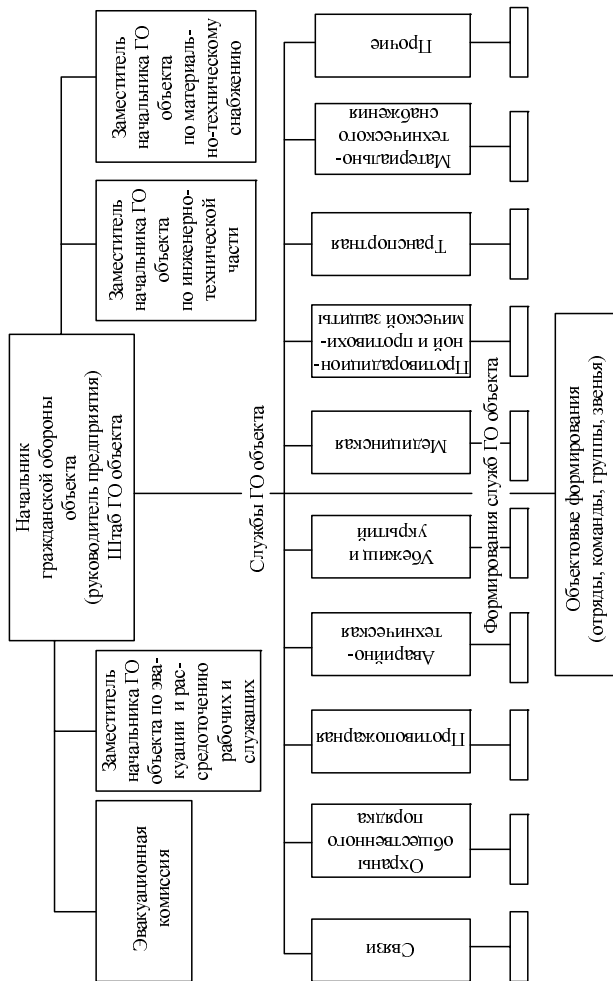 Начальник
гражданской обороны
объекта
(руководитель предприятия)
Штаб ГО объекта
Эвакуационная
комиссия
Заместитель
начальника ГО
объекта по эва-
куации и рас-
средоточению
рабочих и
служащих
Заместитель
начальника ГО
объекта
по инженерно-
технической
части
Заместитель
начальника ГО
объекта
по материаль-
но-техническому
снабжению
Службы ГО объекта
Связи
Охраны
общественного
порядка
Противопожарная
Аварийно-
техническая
Убежищ и
укрытий
Медицинская
Противорадицион-
ной и противохи-
мической защиты
Транспортная
Материально-
технического
снабжения
Прочие
Формирования служб ГО объекта
Объектовые формирования
(отряды, команды, группы, звенья)